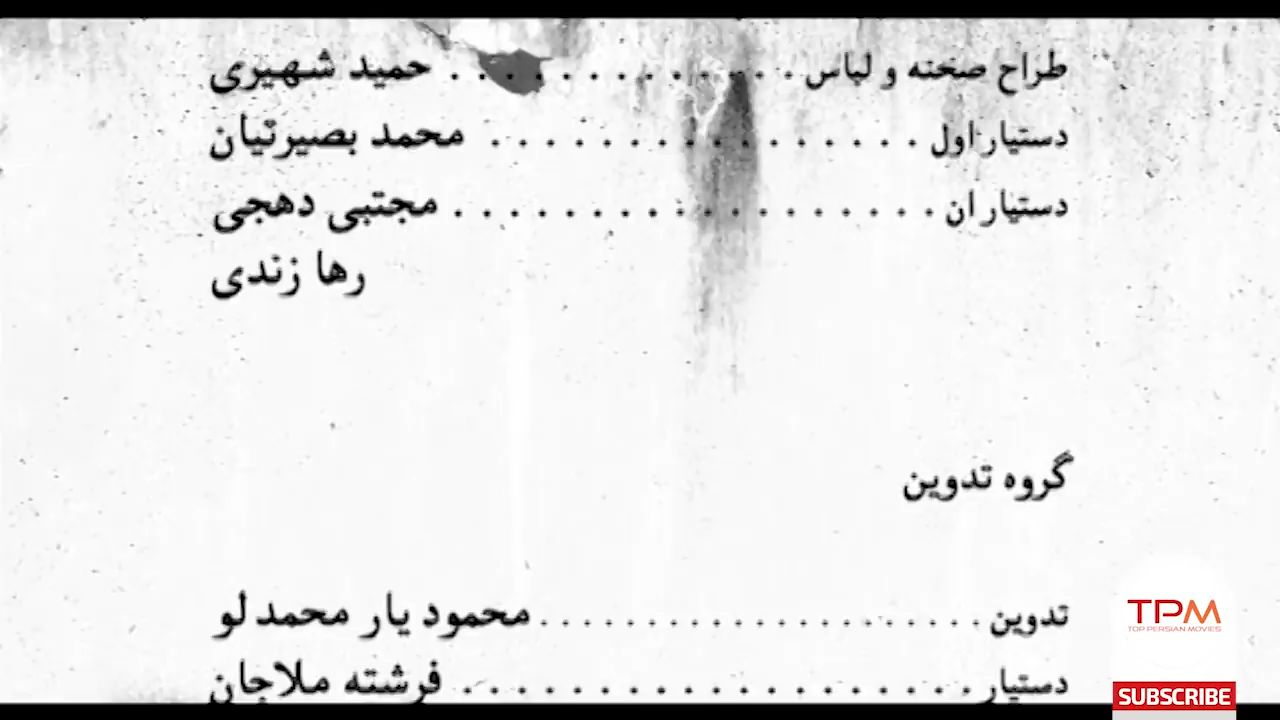 طراح صحنه و لباس . . . . . . . . . . . . . حمید شهیری
دستیار اول . . . . . . . . . . . . . . . . محمد بصیرتیان
دستیاران . . . . . . . . . . . . . . . . . . مجتبی دهجی
رها زندی
گروه تدوین
تدوین . . . . . . . . . . . . . . . . . . . . . محمود یار محمدلو
دستیار . . . . . . . . . . . . . . . . . . . فرشته ملاجان
TPM
TOP PERSIAN MOVIES
SUBSCRIBE